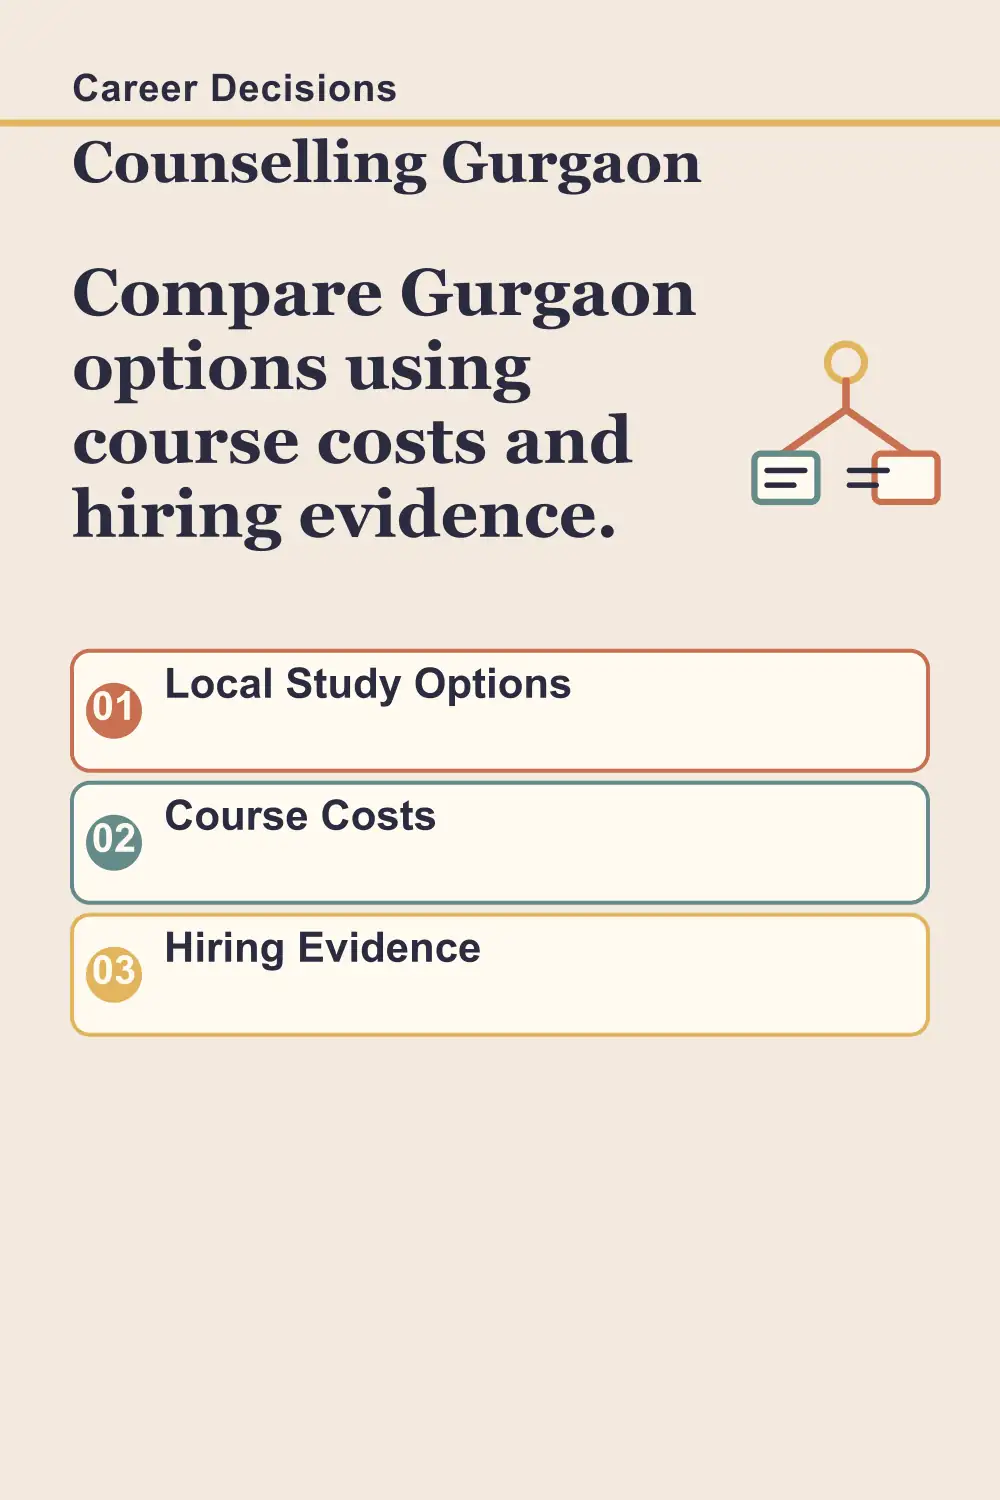 Career Decisions
Counselling Gurgaon
Compare Gurgaon
options using
course costs and
hiring evidence.
01 Local Study Options
02 Course Costs
03 Hiring Evidence